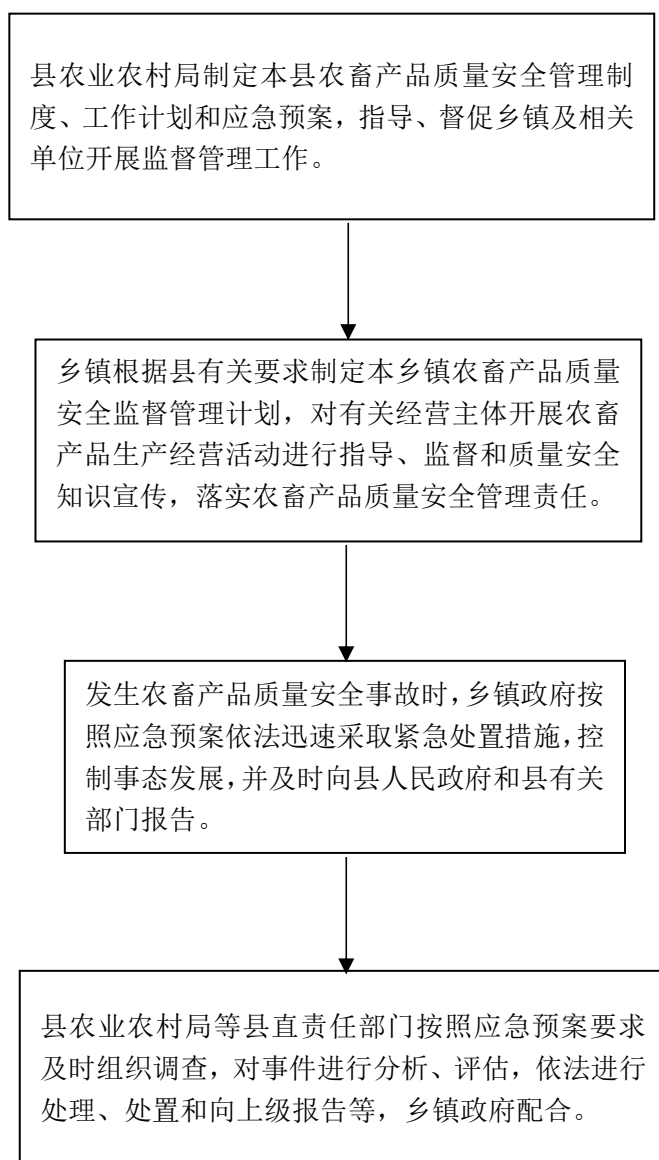 县农业农村局制定本县农畜产品质量安全管理制
度、工作计划和应急预案，指导、督促乡镇及相关
单位开展监督管理工作。
乡镇根据县有关要求制定本乡镇农畜产品质量
安全监督管理计划，对有关经营主体开展农畜
产品生产经营活动进行指导、监督和质量安全
知识宣传，落实农畜产品质量安全管理责任。
发生农畜产品质量安全事故时，乡镇政府按
照应急预案依法迅速采取紧急处置措施，控
制事态发展，并及时向县人民政府和县有关
部门报告。
县农业农村局等县直责任部门按照应急预案要求
及时组织调查，对事件进行分析、评估，依法进行
处理、处置和向上级报告等，乡镇政府配合。